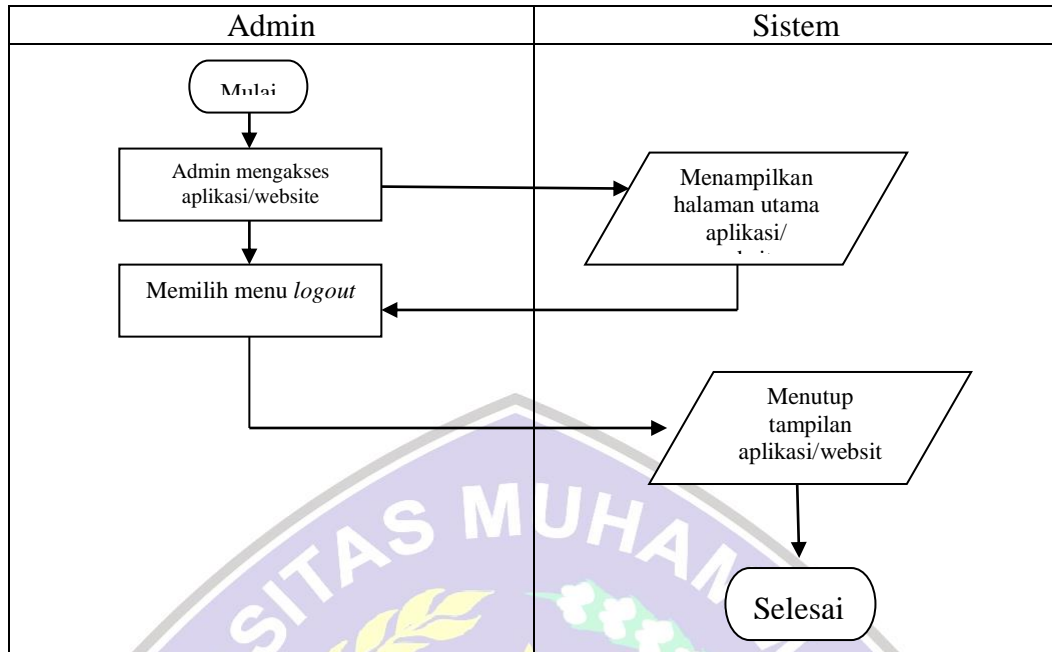 Admin
Sistem
Mulai
Admin mengakses
aplikasi/website
Menampilkan
halaman utama
aplikasi/
Memilih menu logout
Menutup
tampilan
aplikasi/websit
Selesai
SITAS MUHAM